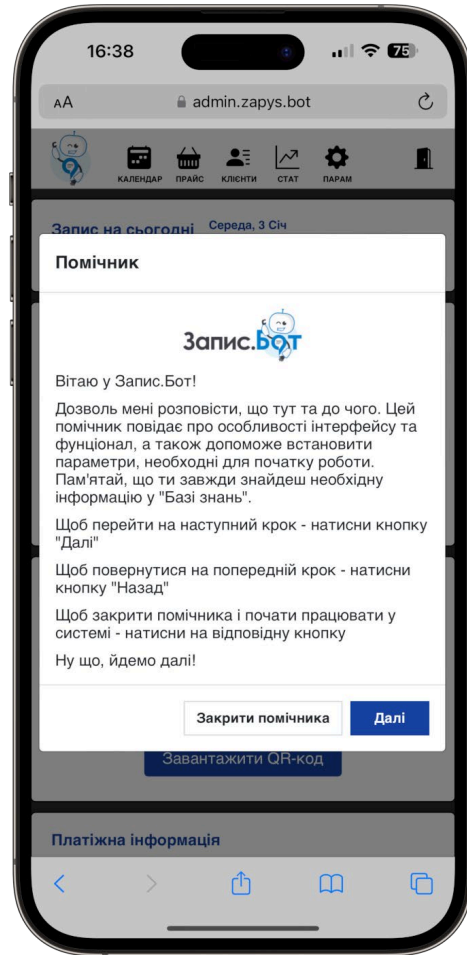 16:38
75
AA
admin.zapys.bot
КАЛЕНДАР ПРАЙС КЛІЄНТИ СТАТ ПАРАМ
Запис на сьогодні Середа, 3 Січ
Помічник
Запис.Бот
Вітаю у Запис.Бот!
Дозволь мені розповісти, що тут та до чого. Цей
помічник повідає про особливості інтерфейсу та
фунціонал, а також допоможе встановити
параметри, необхідні для початку роботи.
Пам'ятай, що ти завжди знайдеш необхідну
інформацію у "Базі знань".
Щоб перейти на наступний крок - натисни кнопку
"Далі"
Щоб повернутися на попередній крок - натисни
кнопку "Назад"
Щоб закрити помічника і почати працювати у
системі - натисни на відповідну кнопку
Ну що, йдемо далі!
Закрити помічника Далі
Завантажити QR-код
Платіжна інформація